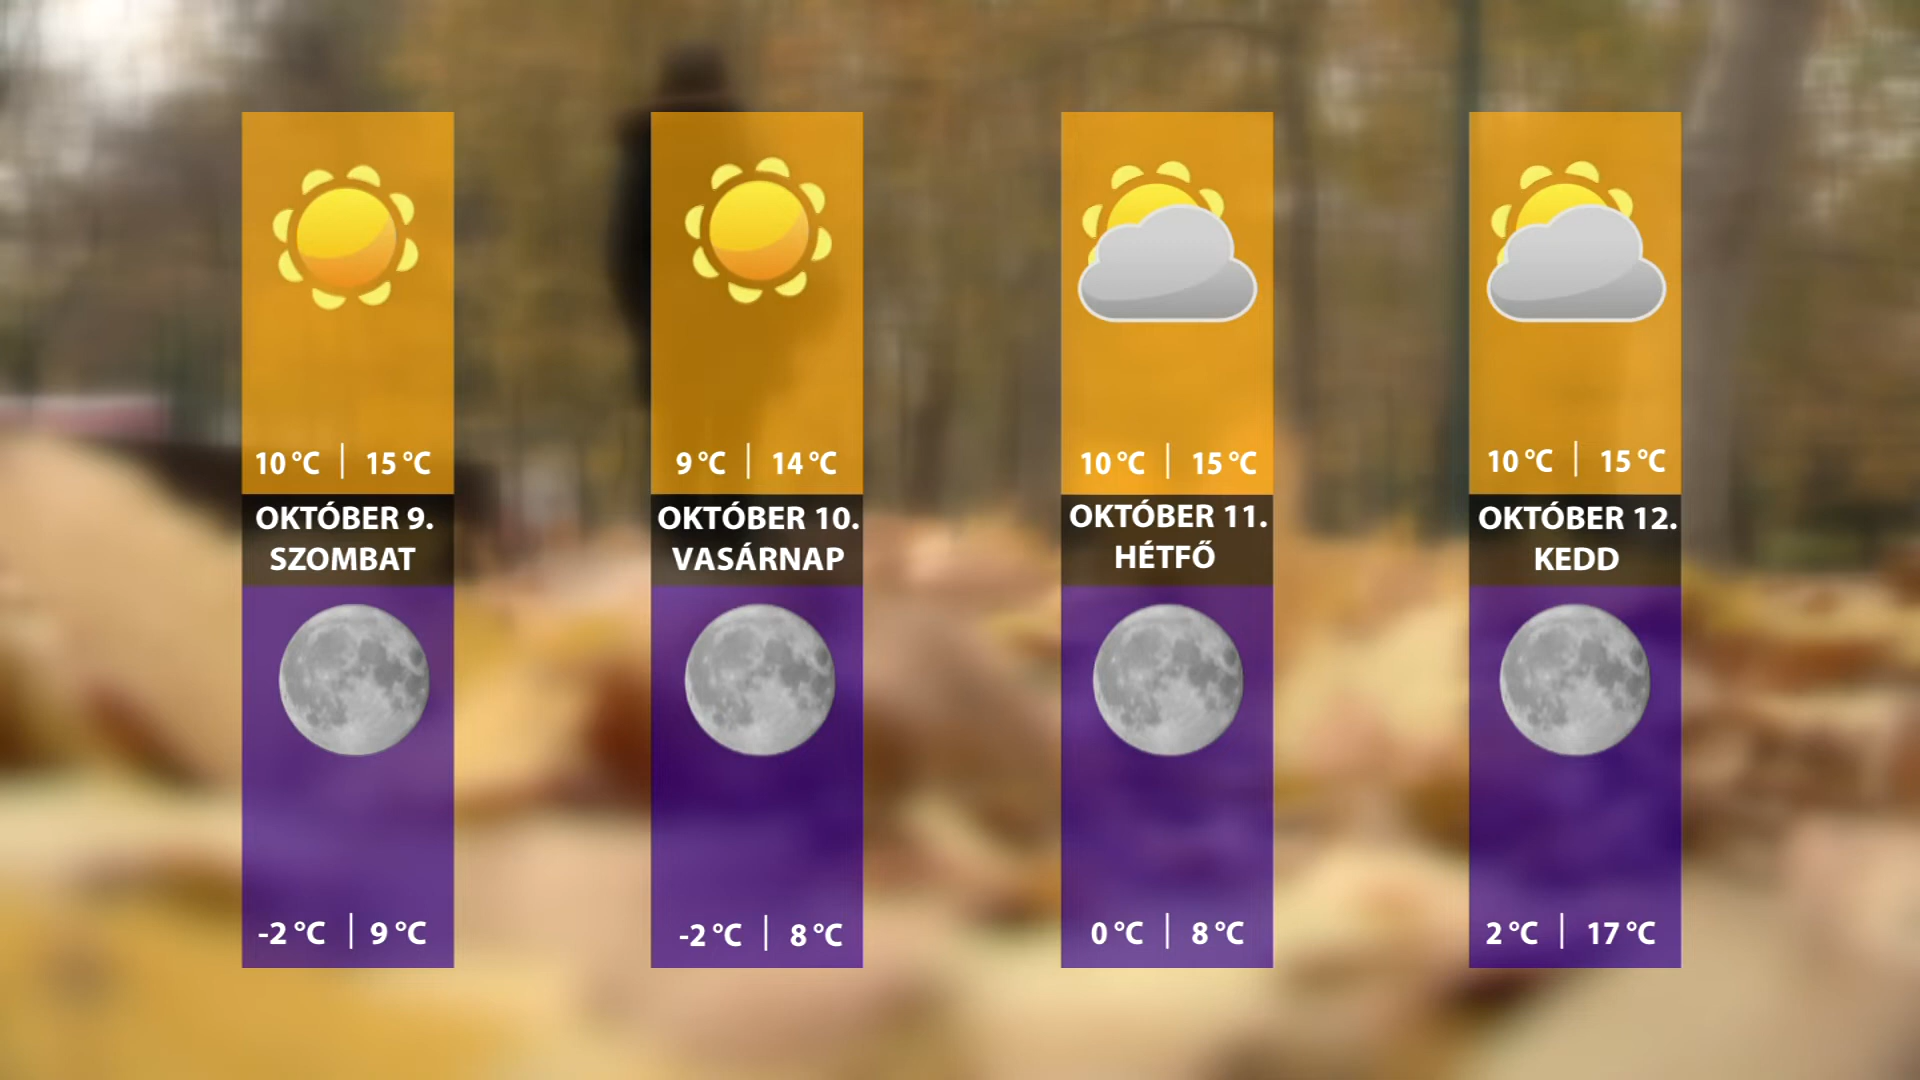 10 °C | 15 °C
OKTÓBER 9.
SZOMBAT
-2 °C | 9 °C
9 °C | 14 °C
OKTÓBER 10.
VASÁRNAP
-2 °C | 8 °C
10 °C | 15 °C
OKTÓBER 11.
HÉTFŐ
0 °C | 8 °C
10 °C | 15 °C
OKTÓBER 12.
KEDD
2 °C | 17 °C